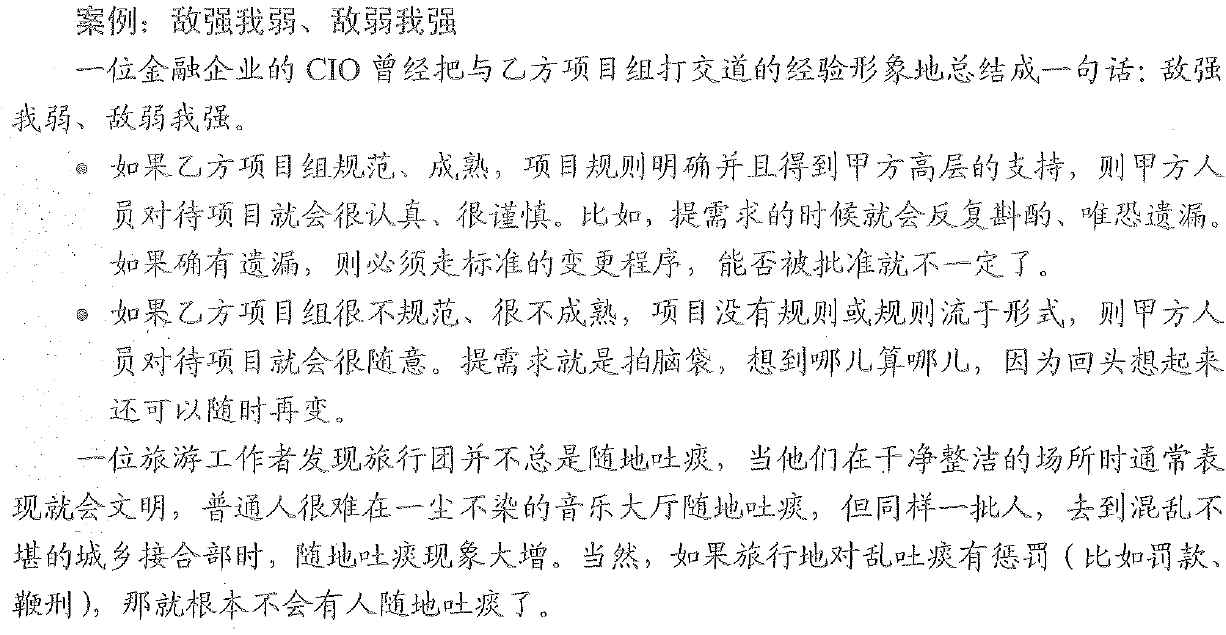 案例：敌强我弱、敌弱我强
一位金融企业的 CIO 曾经把与乙方项目组打交道的经验形象地总结成一句话：敌强
我弱、敌弱我强。
● 如果乙方项目组规范、成熟，项目规则明确并且得到甲方高层的支持，则甲方人
员对待项目就会很认真、很谨慎。比如，提需求的时候就会反复斟酌、唯恐遗漏。
如果确有遗漏，则必须走标准的变更程序，能否被批准就不一定了。
● 如果乙方项目组很不规范、很不成熟，项目没有规则或规则流于形式，则甲方人
员对待项目就会很随意。提需求就是拍脑袋，想到哪儿算哪儿，因为回头想起来
还可以随时再变。
一位旅游工作者发现旅行团并不总是随地吐痰，当他们在干净整洁的场所时通常表
现就会文明，普通人很难在一尘不染的音乐大厅随地吐痰，但同样一批人，去到混乱不
堪的城乡接合部时，随地吐痰现象大增。当然，如果旅行地对乱吐痰有惩罚（比如罚款、
鞭刑），那就根本不会有人随地吐痰了。